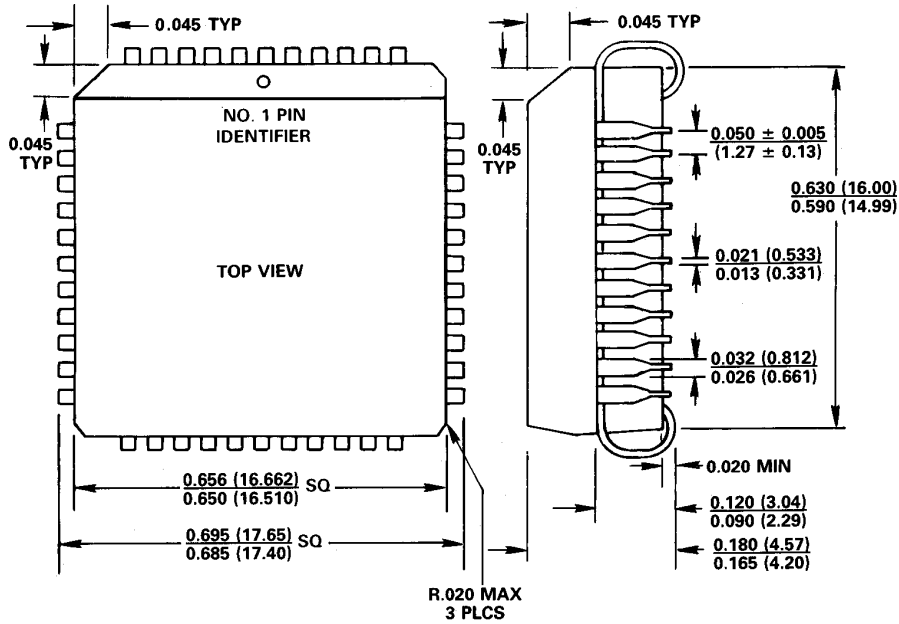 0.045 TYP
0.045
TYP
NO. 1 PIN
IDENTIFIER
TOP VIEW
0.656 (16.662)
0.650 (16.510)
SQ
0.695 (17.65)
0.685 (17.40)
SQ
R.020 MAX
3 PLCS
0.045 TYP
0.045
TYP
0.050 ± 0.005
(1.27 ± 0.13)
0.630 (16.00)
0.590 (14.99)
0.021 (0.533)
0.013 (0.331)
0.032 (0.812)
0.026 (0.661)
0.020 MIN
0.120 (3.04)
0.090 (2.29)
0.180 (4.57)
0.165 (4.20)